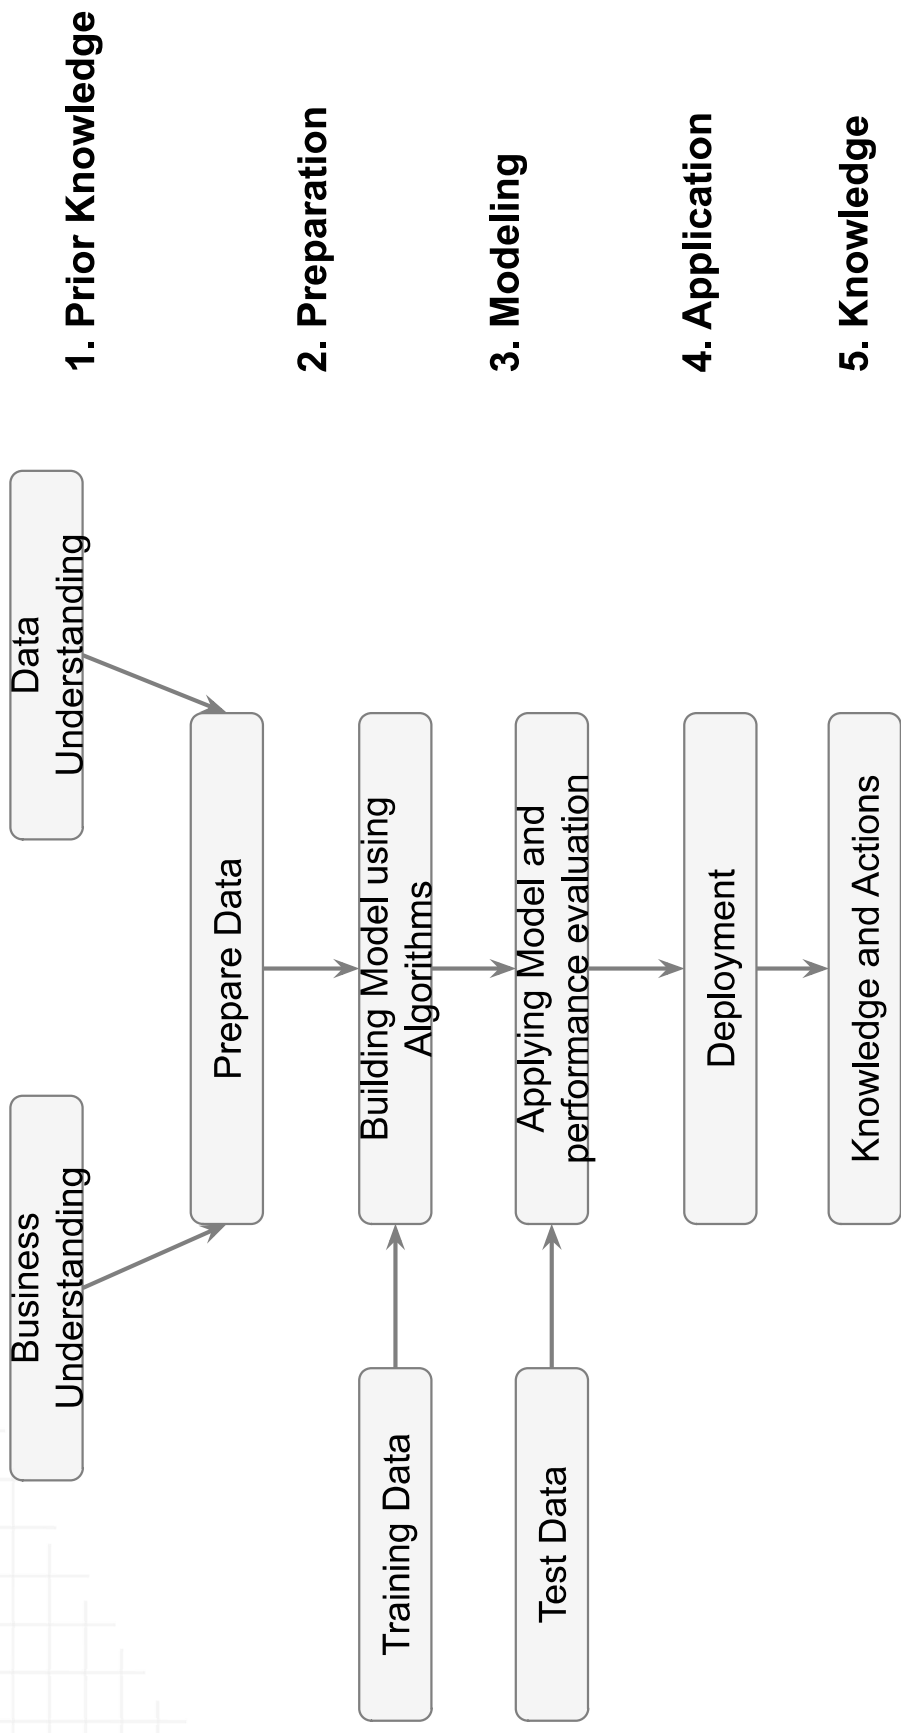 Business
Understanding
Data
Understanding
1. Prior Knowledge
Prepare Data
2. Preparation
Training Data
Building Model using
Algorithms
3. Modeling
Test Data
Applying Model and
performance evaluation
Deployment
4. Application
Knowledge and Actions
5. Knowledge